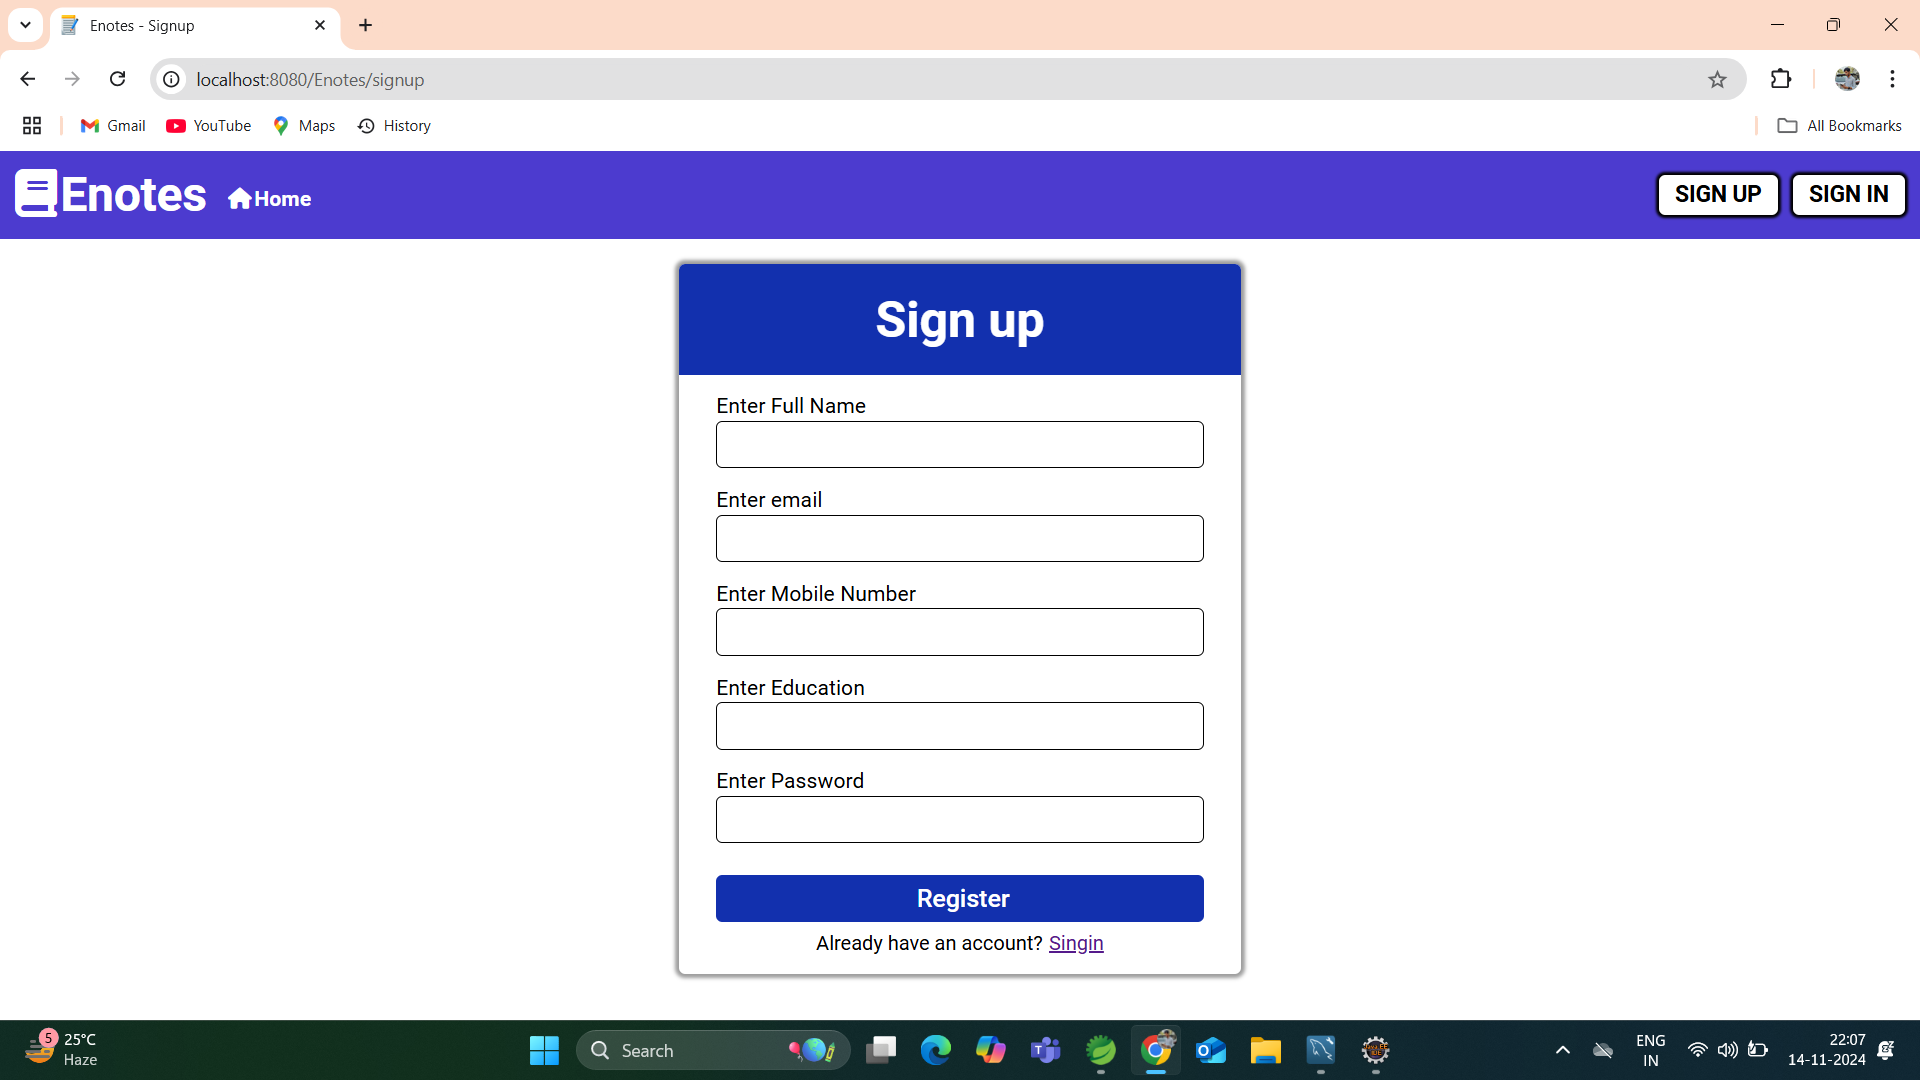 Enotes - Signup
localhost:8080/Enotes/signup
Gmail YouTube Maps History All Bookmarks
Enotes Home SIGN UP SIGN IN
Sign up
Enter Full Name
Enter email
Enter Mobile Number
Enter Education
Enter Password
Register
Already have an account? Singin
5 25°C
Haze
Search
ENG
IN
22:07
14-11-2024